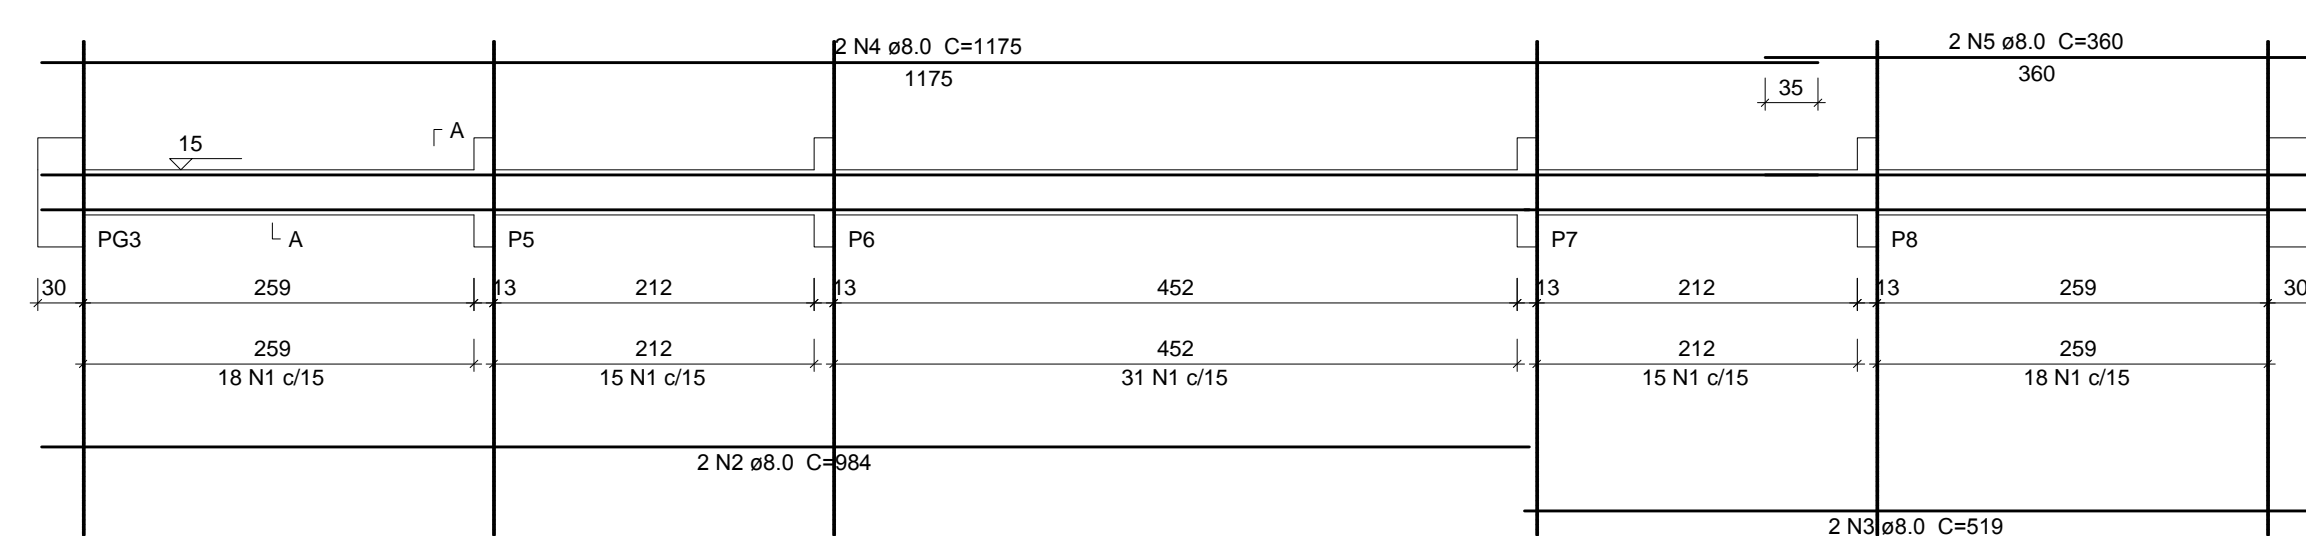 2 N4 ø8.0 C=1175
2 N5 ø8.0 C=360
1175
360
35
15
A
A
PG3
P5
P6
P7
P8
30 259 13 212 13 452 13 212 13 259 30
259 212 452 212 259
18 N1 c/15 15 N1 c/15 31 N1 c/15 15 N1 c/15 18 N1 c/15
2 N2 ø8.0 C=984
2 N3 ø8.0 C=519